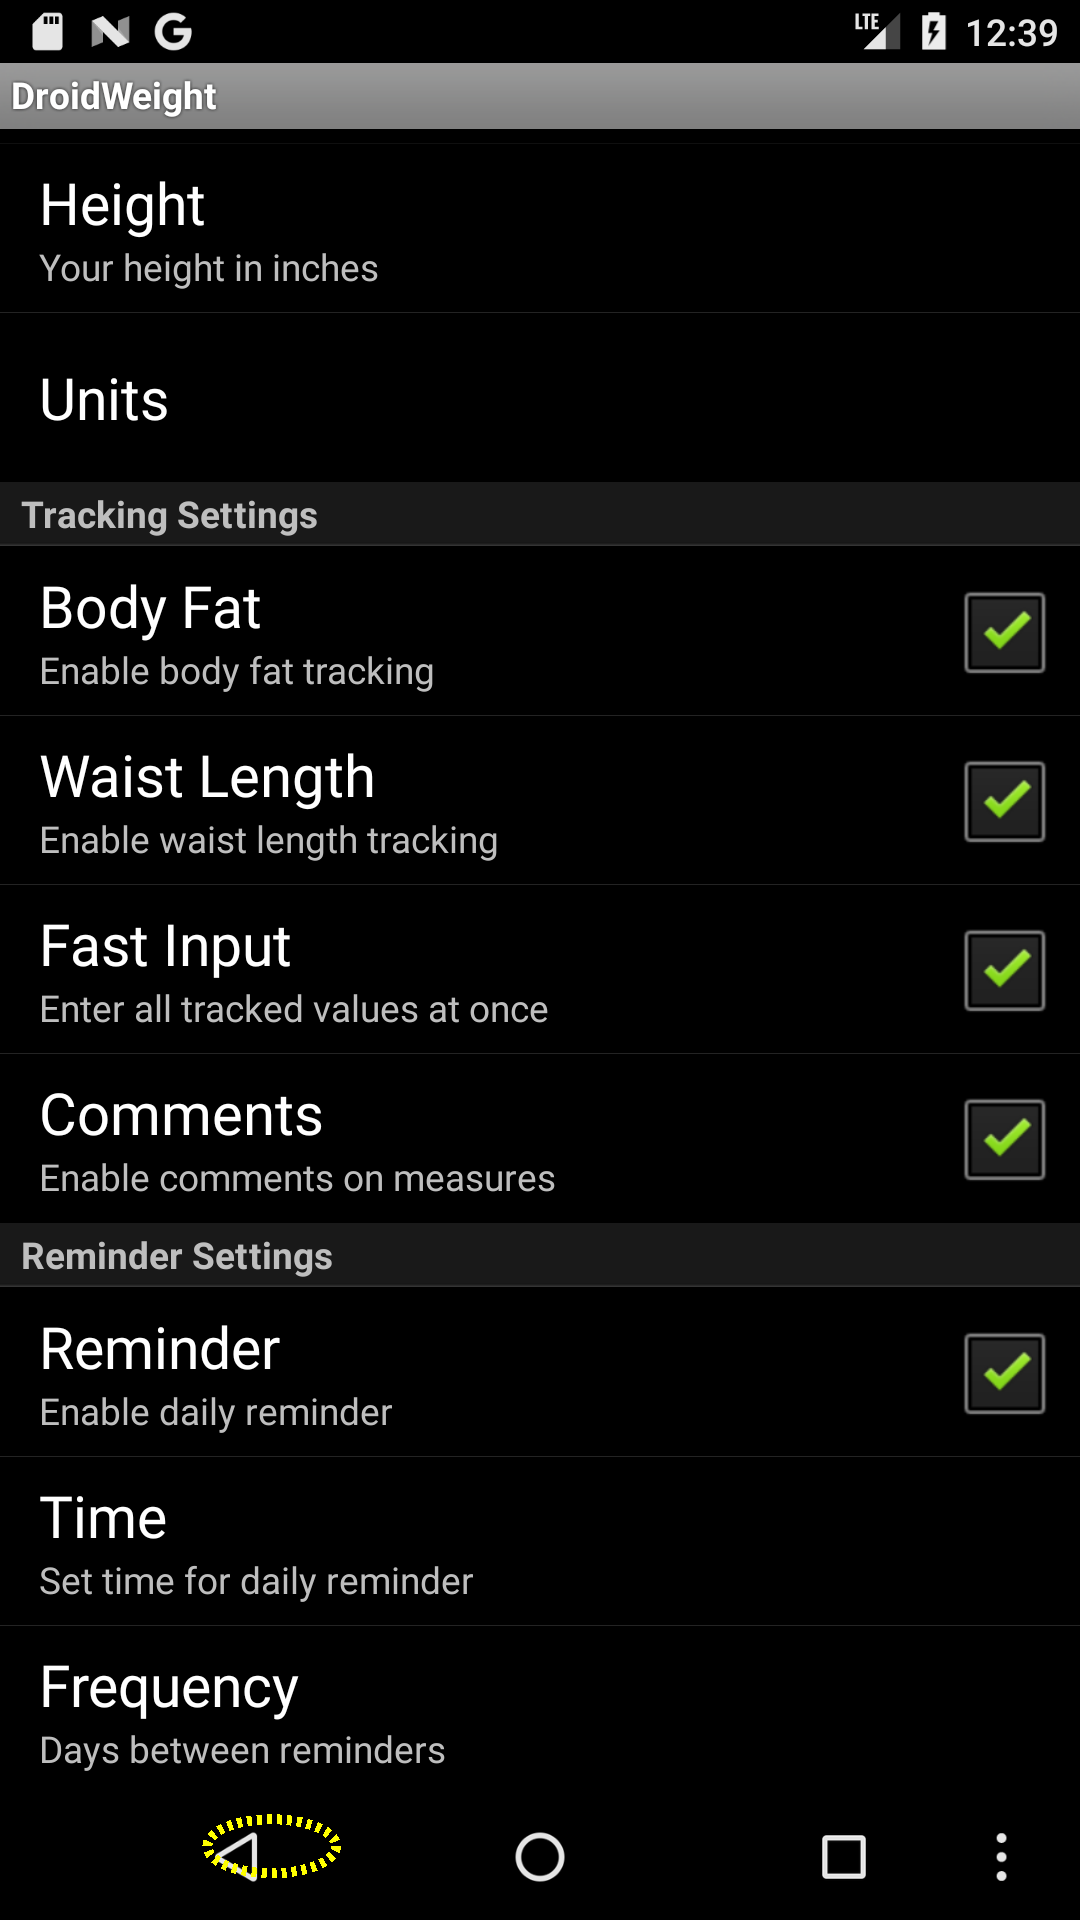 LTE 12:39
DroidWeight
Height
Your height in inches
Units
Tracking Settings
Body Fat
Enable body fat tracking
Waist Length
Enable waist length tracking
Fast Input
Enter all tracked values at once
Comments
Enable comments on measures
Reminder Settings
Reminder
Enable daily reminder
Time
Set time for daily reminder
Frequency
Days between reminders